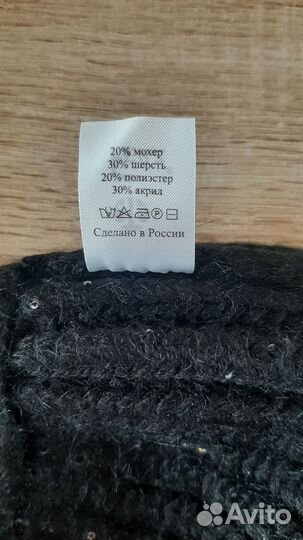 20% мохер
30% шерсть
20% полиэстер
30% акрил
Сделано в России
Avito